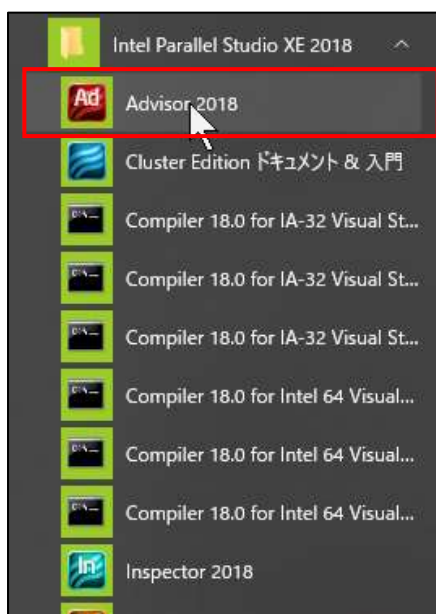 Intel Parallel Studio XE 2018
Ad Advisor 2018
Cluster Edition ドキュメント & 入門
Compiler 18.0 for IA-32 Visual St...
Compiler 18.0 for IA-32 Visual St...
Compiler 18.0 for IA-32 Visual St...
Compiler 18.0 for Intel 64 Visual...
Compiler 18.0 for Intel 64 Visual...
Compiler 18.0 for Intel 64 Visual...
In Inspector 2018